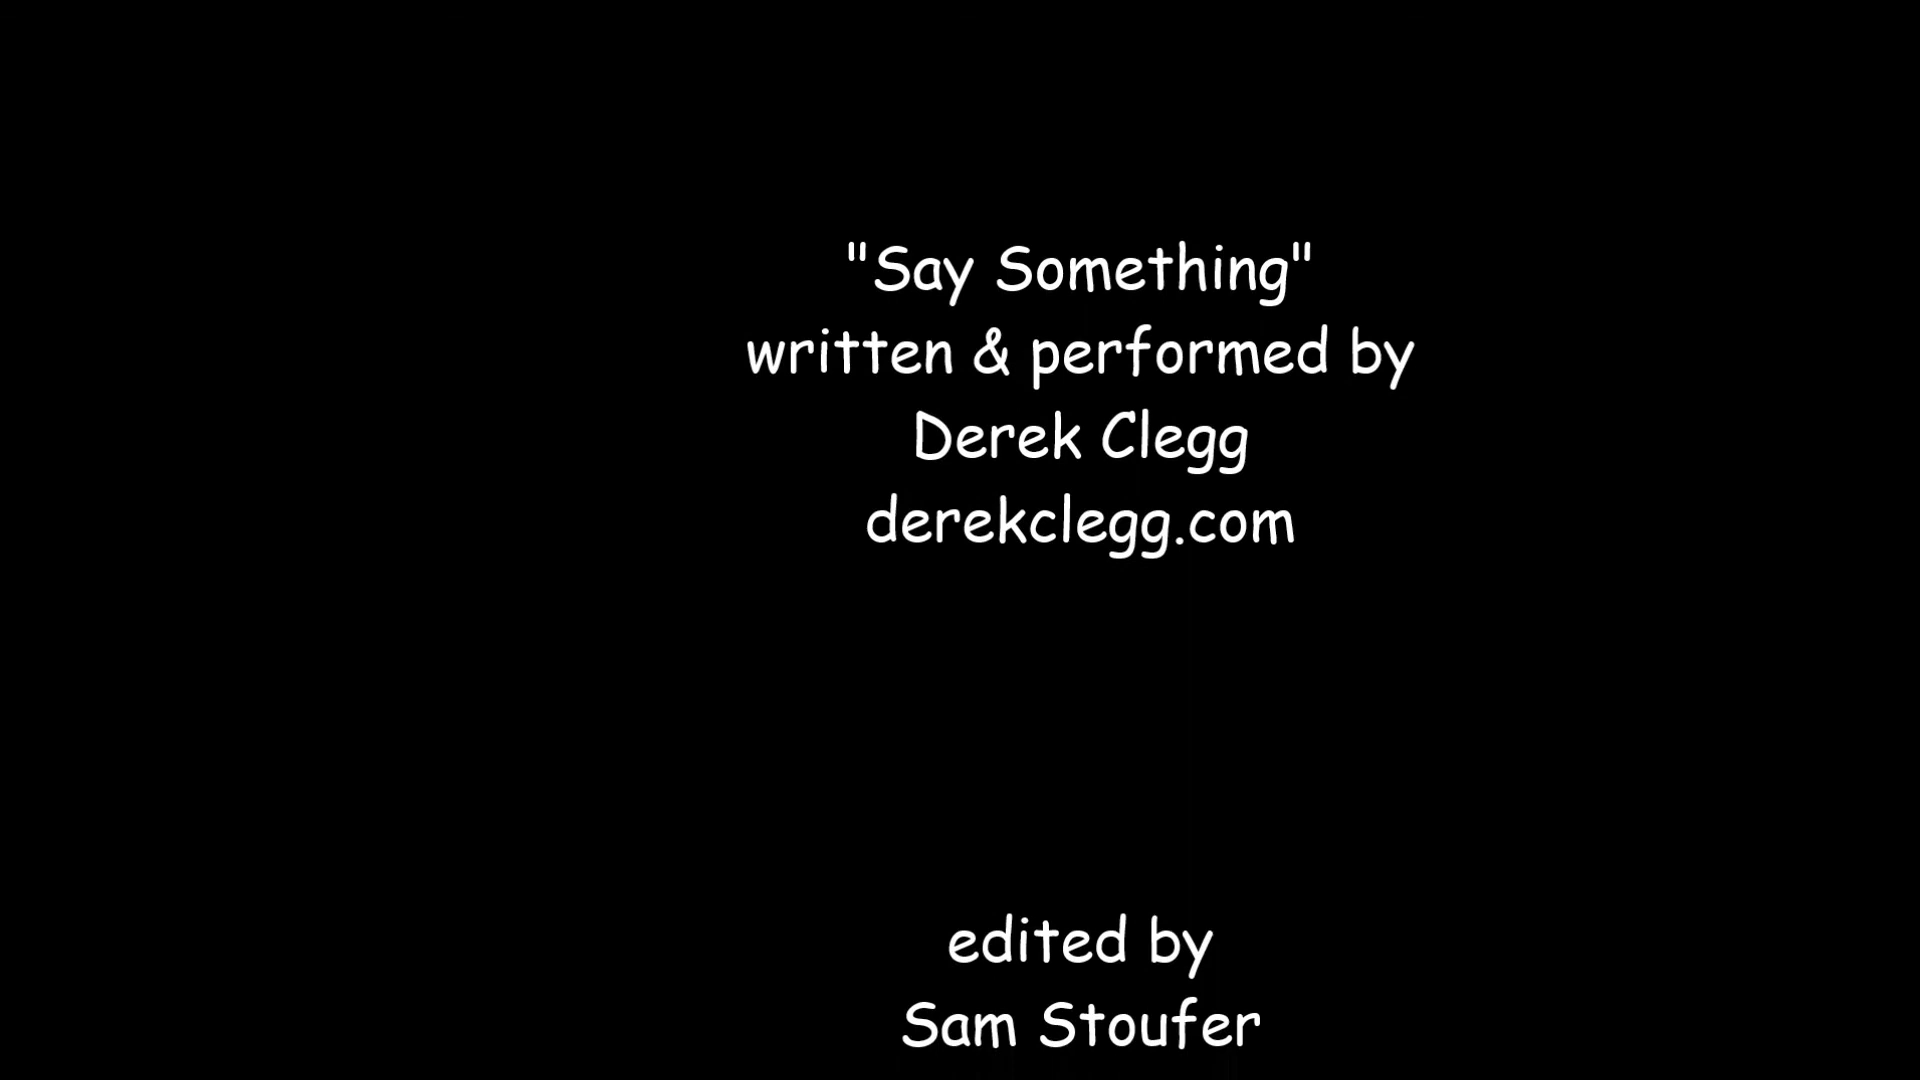 "Say Something"
written & performed by
Derek Clegg
derekclegg.com
edited by
Sam Stoufer